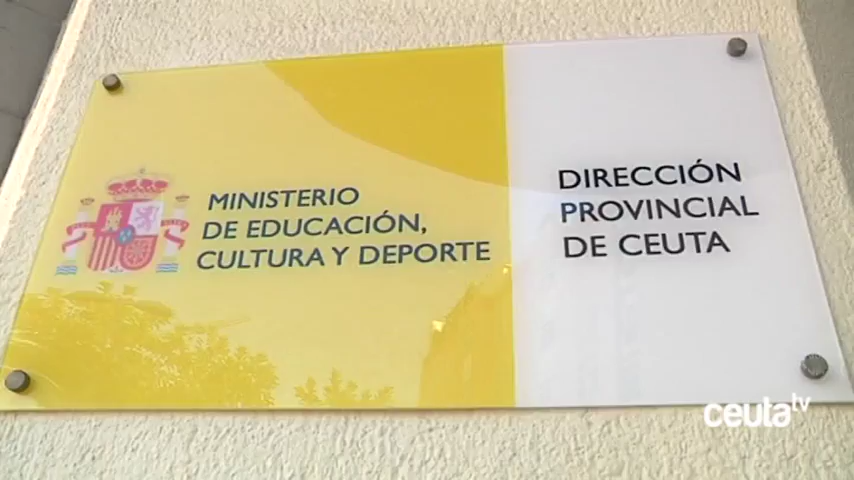 MINISTERIO
DE EDUCACIÓN,
CULTURA Y DEPORTE
DIRECCIÓN
PROVINCIAL
DE CEUTA
ceuta tv